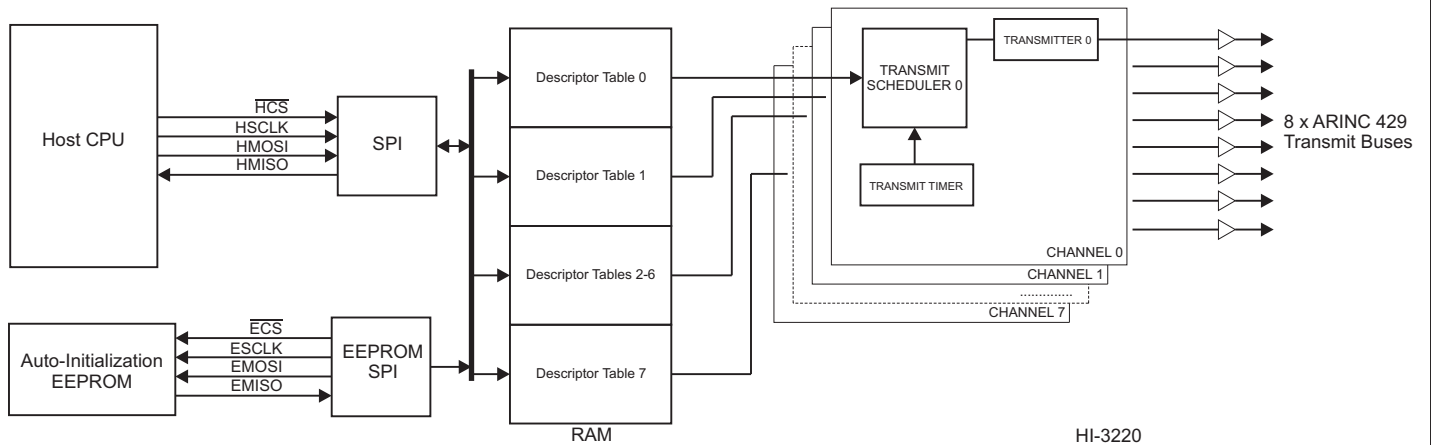 Host CPU
HCS
HSCLK
HMOSI
HMISO
SPI
Auto-Initialization
EEPROM
ECS
ESCLK
EMOSI
EMISO
EEPROM
SPI
Descriptor Table 0
Descriptor Table 1
Descriptor Tables 2-6
Descriptor Table 7
RAM
TRANSMIT
SCHEDULER 0
TRANSMITTER 0
TRANSMIT TIMER
CHANNEL 0
CHANNEL 1
............
CHANNEL 7
8 x ARINC 429
Transmit Buses
HI-3220